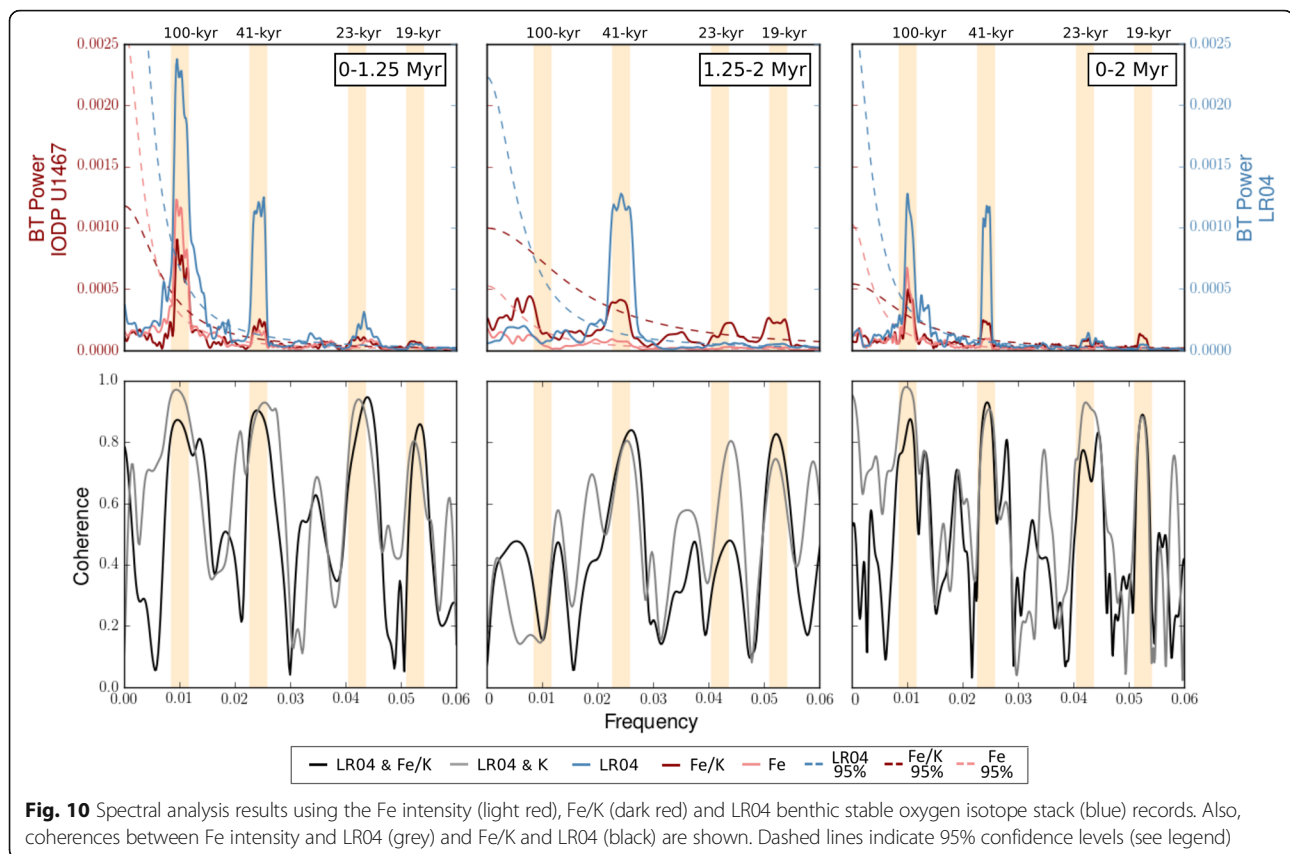 100-kyr 41-kyr 23-kyr 19-kyr
100-kyr 41-kyr 23-kyr 19-kyr
100-kyr 41-kyr 23-kyr 19-kyr
0-1.25 Myr
1.25-2 Myr
0-2 Myr
0.0025
0.0020
0.0015
0.0010
0.0005
0.0000
BT Power
IODP U1467
0.0025
0.0020
0.0015
0.0010
0.0005
0.0000
BT Power
LR04
1.0
0.8
0.6
0.4
0.2
0.0
Coherence
0.00 0.01 0.02 0.03 0.04 0.05 0.06
0.01 0.02 0.03 0.04 0.05 0.06
0.01 0.02 0.03 0.04 0.05 0.06
Frequency
LR04 & Fe/K LR04 & K LR04 Fe/K Fe LR04 95% Fe/K 95% Fe 95%
Fig. 10 Spectral analysis results using the Fe intensity (light red), Fe/K (dark red) and LR04 benthic stable oxygen isotope stack (blue) records. Also,
coherences between Fe intensity and LR04 (grey) and Fe/K and LR04 (black) are shown. Dashed lines indicate 95% confidence levels (see legend)